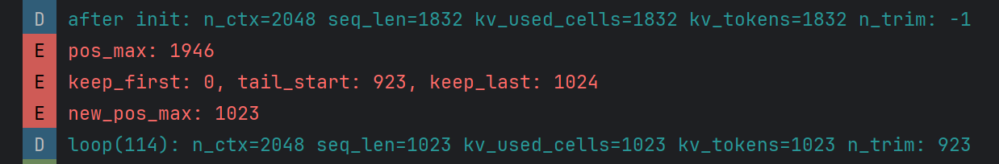 D after init: n_ctx=2048 seq_len=1832 kv_used_cells=1832 kv_tokens=1832 n_trim: -1
E pos_max: 1946
E keep_first: 0, tail_start: 923, keep_last: 1024
E new_pos_max: 1023
D loop(114): n_ctx=2048 seq_len=1023 kv_used_cells=1023 kv_tokens=1023 n_trim: 923